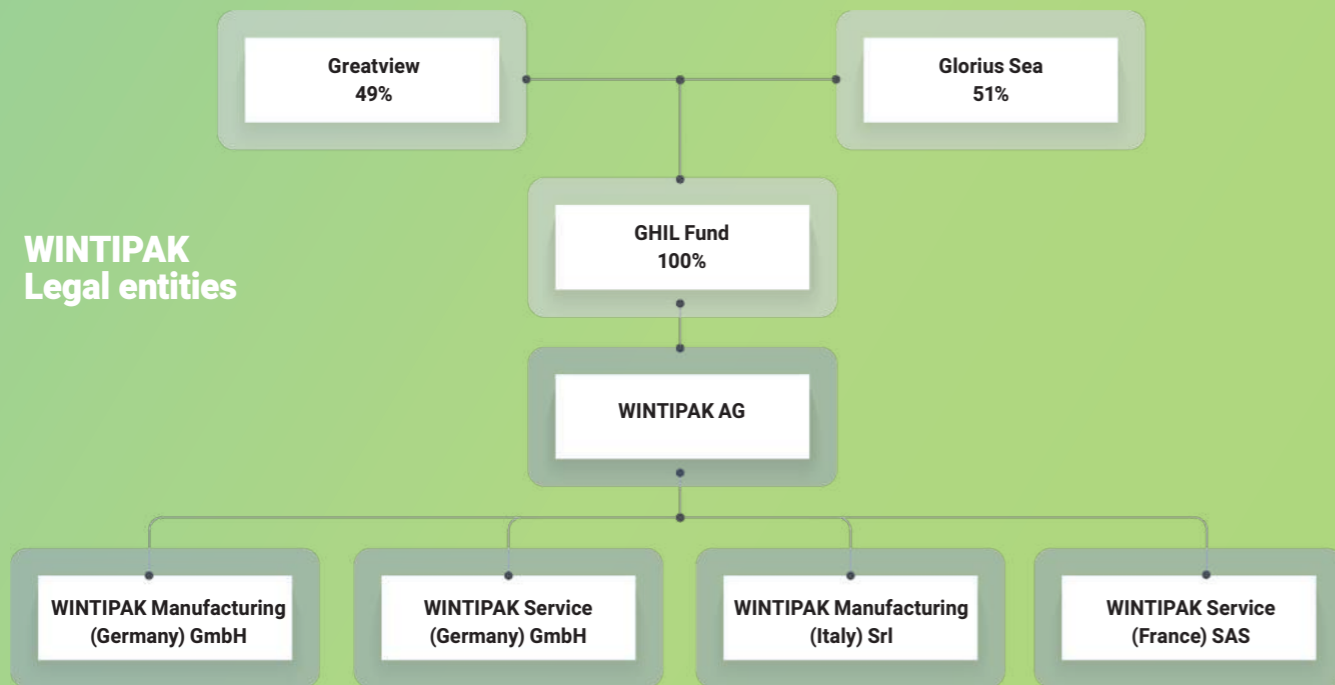 Greatview
49%
Glorius Sea
51%
GHIL Fund
100%
WINTIPAK
Legal entities
WINTIPAK AG
WINTIPAK Manufacturing
(Germany) GmbH
WINTIPAK Service
(Germany) GmbH
WINTIPAK Manufacturing
(Italy) Srl
WINTIPAK Service
(France) SAS